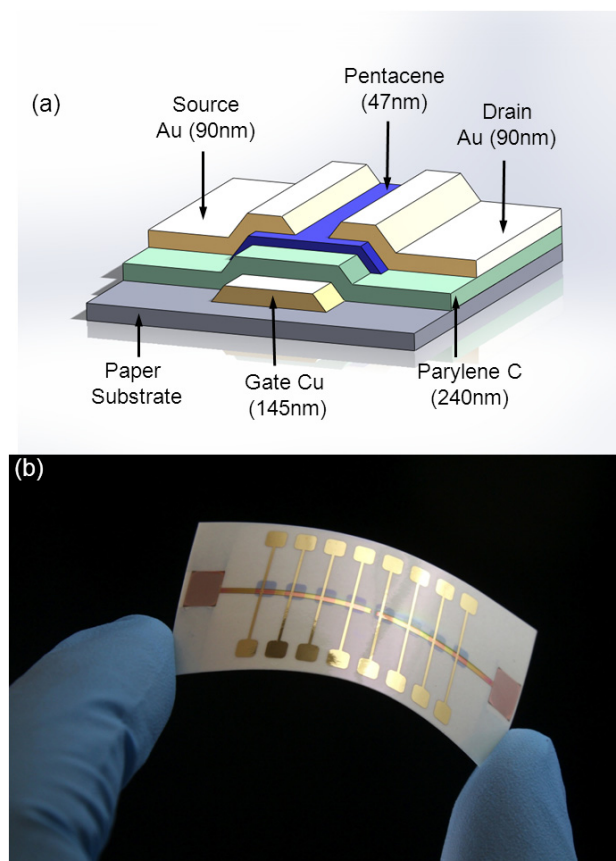 (a)
Pentacene
(47nm)
Source
Au (90nm)
Drain
Au (90nm)
Paper
Substrate
Gate Cu
(145nm)
Parylene C
(240nm)
(b)